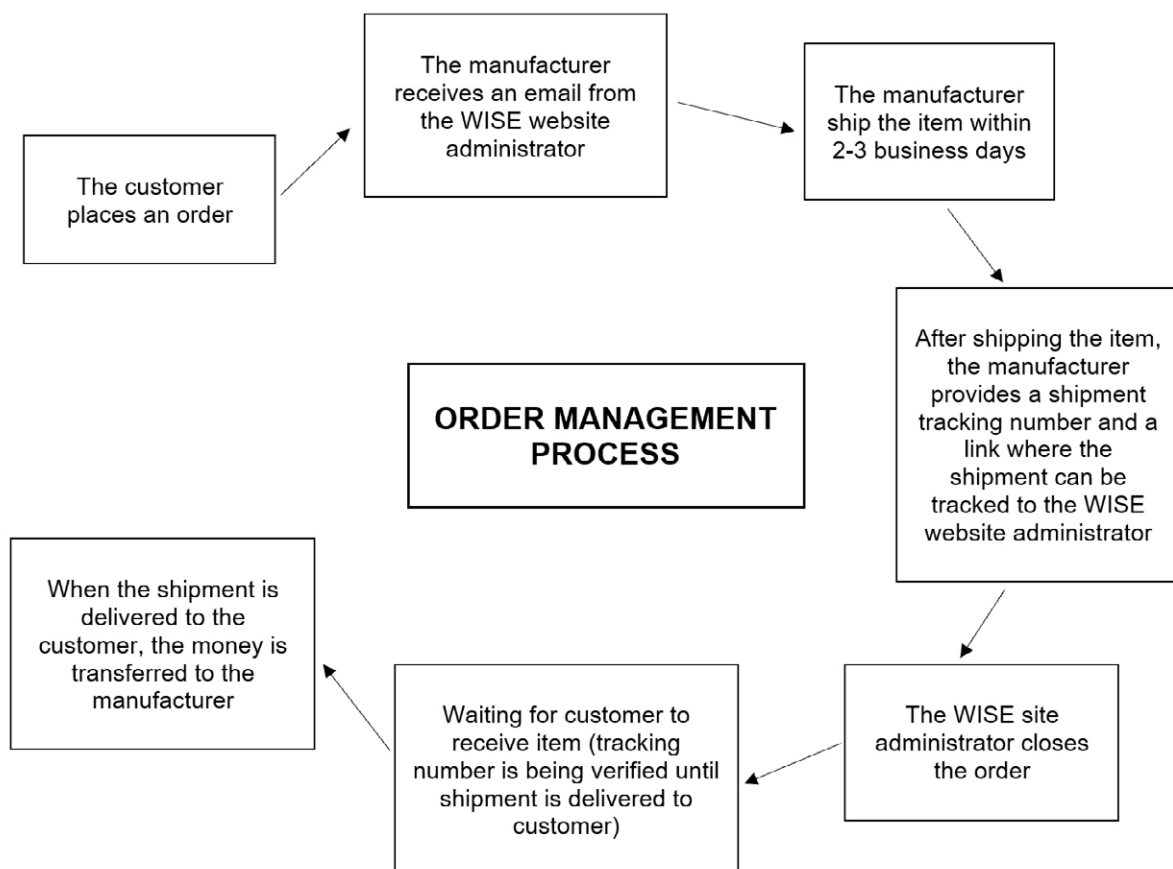 The customer
places an order
The manufacturer
receives an email from
the WISE website
administrator
The manufacturer
ship the item within
2-3 business days
After shipping the item,
the manufacturer
provides a shipment
tracking number and a
link where the
shipment can be
tracked to the WISE
website administrator
The WISE site
administrator closes
the order
Waiting for customer to
receive item (tracking
number is being verified until
shipment is delivered to
customer)
When the shipment is
delivered to the
customer, the money is
transferred to the
manufacturer
ORDER MANAGEMENT
PROCESS